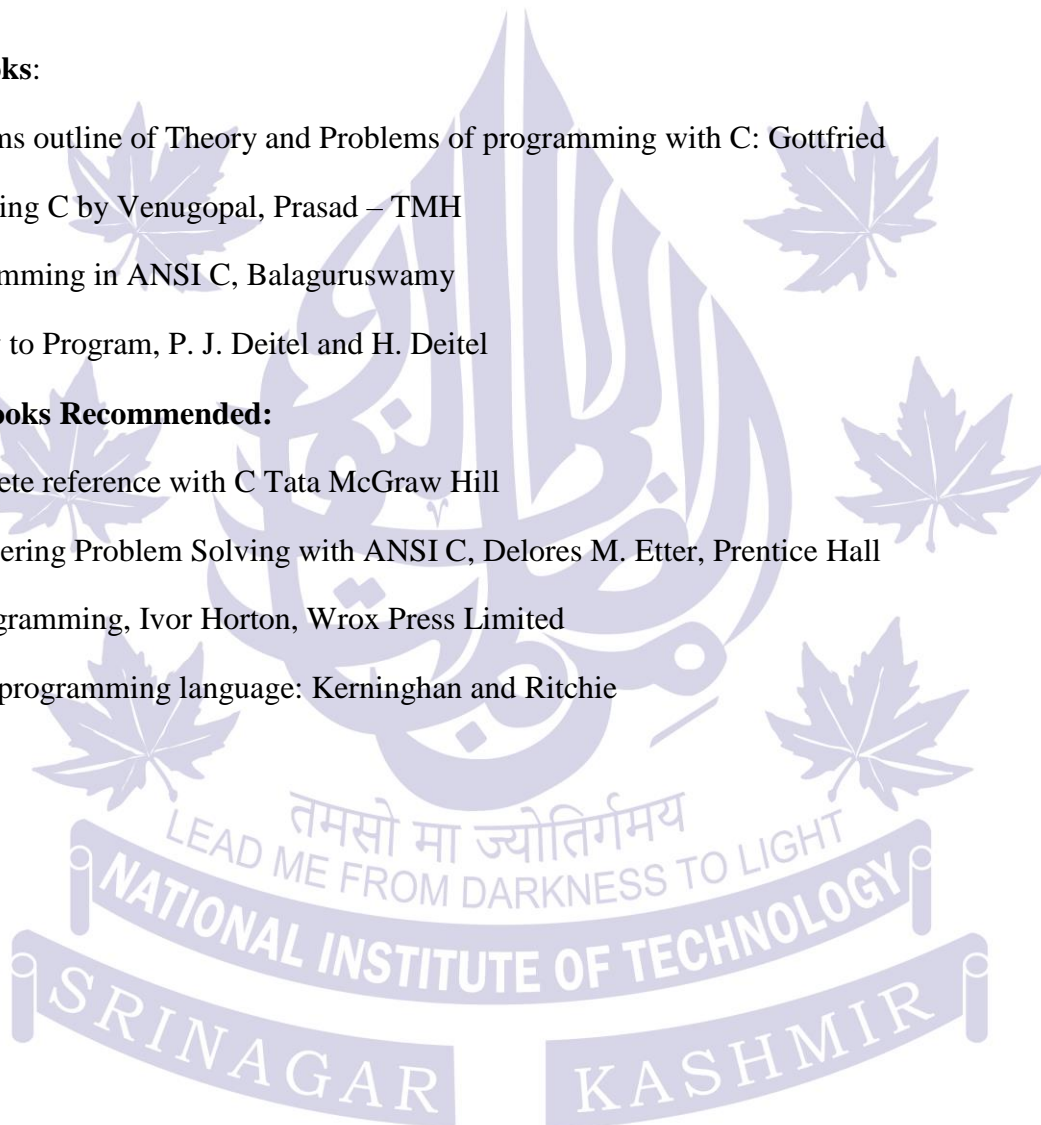 oks:
ms outline of Theory and Problems of programming with C: Gottfried
ing C by Venugopal, Prasad – TMH
mming in ANSI C, Balaguruswamy
to Program, P. J. Deitel and H. Deitel
ooks Recommended:
ete reference with C Tata McGraw Hill
ering Problem Solving with ANSI C, Delores M. Etter, Prentice Hall
gramming, Ivor Horton, Wrox Press Limited
programming language: Kerninghan and Ritchie
तमसो मा ज्योतिर्गमय
LEAD ME FROM DARKNESS TO LIGHT
NATIONAL INSTITUTE OF TECHNOLOGY
SRINAGAR KASHMIR